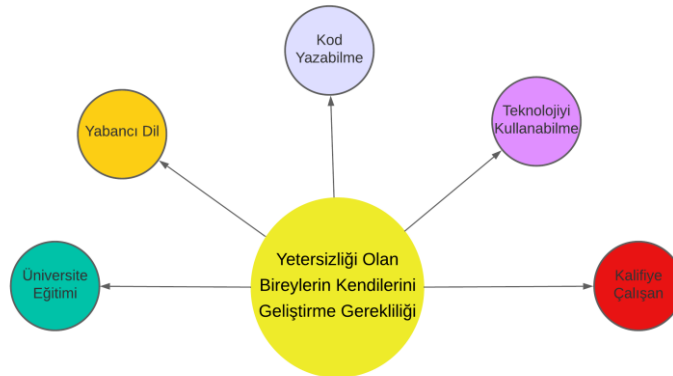 Kod
Yazabilme
Yabancı Dil
Teknolojiyi
Kullanabilme
Üniversite
Eğitimi
Yetersizliği Olan
Bireylerin Kendilerini
Geliştirme Gerekliliği
Kalifiye
Çalışan